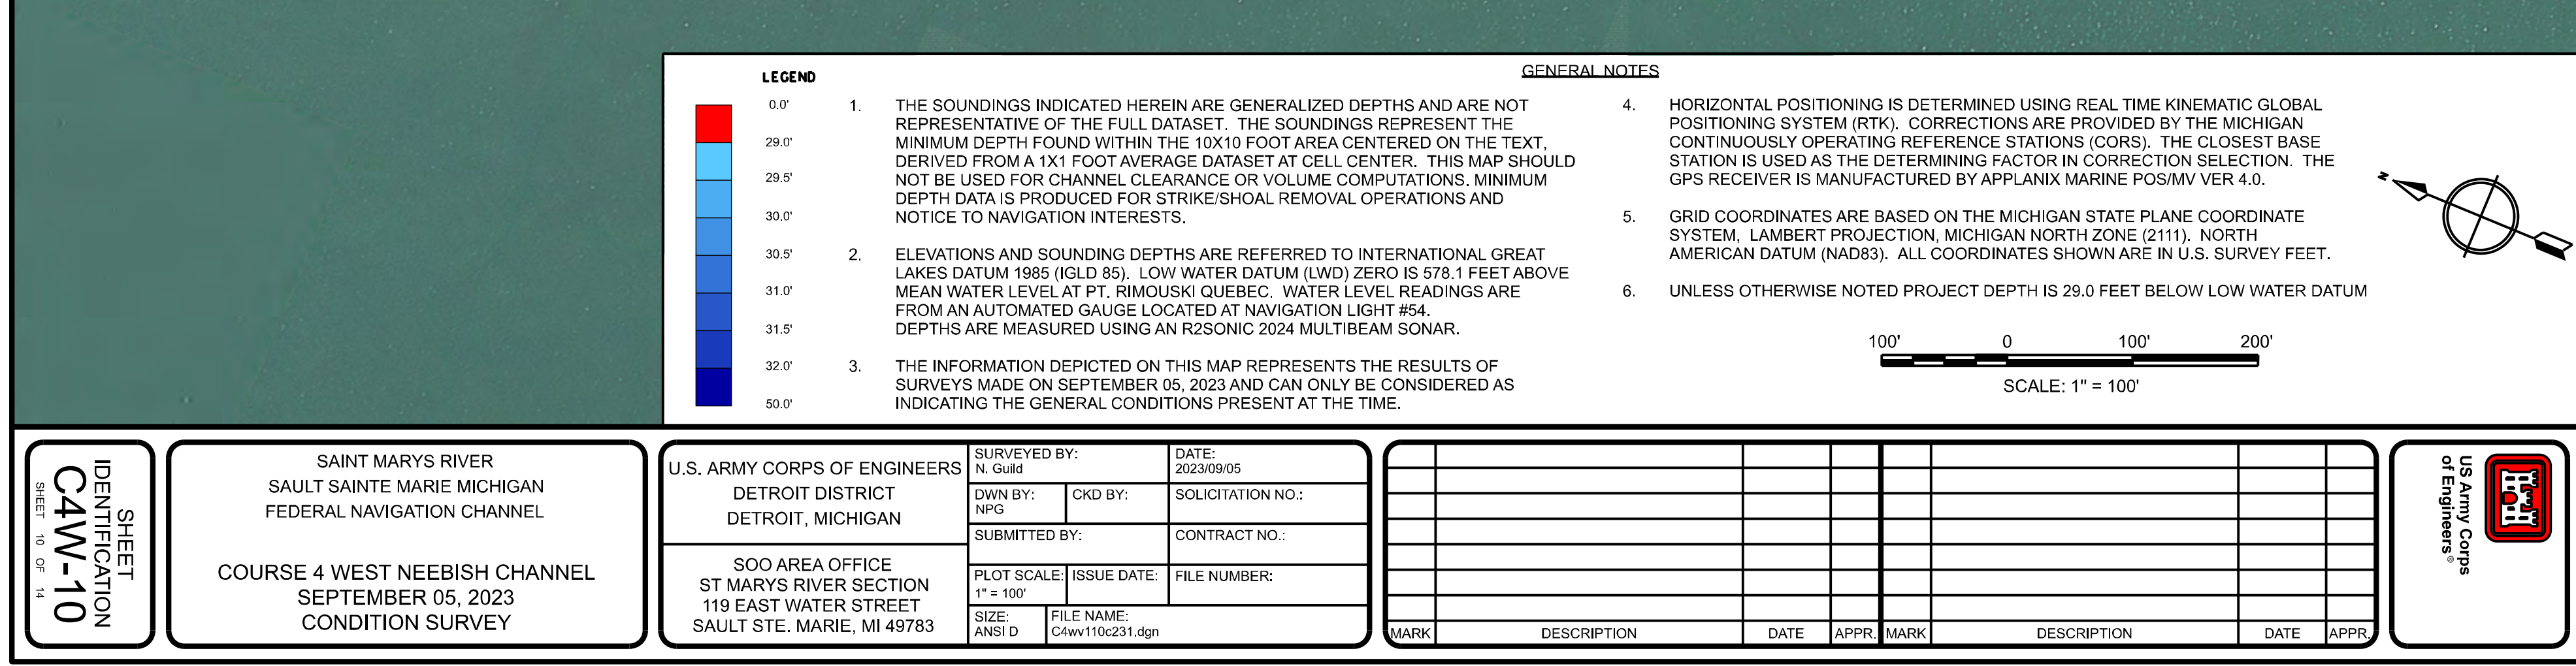 LEGEND
0.0'
29.0'
29.5'
30.0'
30.5'
31.0'
31.5'
32.0'
50.0'
GENERAL NOTES
1. THE SOUNDINGS INDICATED HEREIN ARE GENERALIZED DEPTHS AND ARE NOT
REPRESENTATIVE OF THE FULL DATASET. THE SOUNDINGS REPRESENT THE
MINIMUM DEPTH FOUND WITHIN THE 10X10 FOOT AREA CENTERED ON THE TEXT,
DERIVED FROM A 1X1 FOOT AVERAGE DATASET AT CELL CENTER. THIS MAP SHOULD
NOT BE USED FOR CHANNEL CLEARANCE OR VOLUME COMPUTATIONS. MINIMUM
DEPTH DATA IS PRODUCED FOR STRIKE/SHOAL REMOVAL OPERATIONS AND
NOTICE TO NAVIGATION INTERESTS.
2. ELEVATIONS AND SOUNDING DEPTHS ARE REFERRED TO INTERNATIONAL GREAT
LAKES DATUM 1985 (IGLD 85). LOW WATER DATUM (LWD) ZERO IS 578.1 FEET ABOVE
MEAN WATER LEVEL AT PT. RIMOUSKI QUEBEC. WATER LEVEL READINGS ARE
FROM AN AUTOMATED GAUGE LOCATED AT NAVIGATION LIGHT #54.
DEPTHS ARE MEASURED USING AN R2SONIC 2024 MULTIBEAM SONAR.
3. THE INFORMATION DEPICTED ON THIS MAP REPRESENTS THE RESULTS OF
SURVEYS MADE ON SEPTEMBER 05, 2023 AND CAN ONLY BE CONSIDERED AS
INDICATING THE GENERAL CONDITIONS PRESENT AT THE TIME.
4. HORIZONTAL POSITIONING IS DETERMINED USING REAL TIME KINEMATIC GLOBAL
POSITIONING SYSTEM (RTK). CORRECTIONS ARE PROVIDED BY THE MICHIGAN
CONTINUOUSLY OPERATING REFERENCE STATIONS (CORS). THE CLOSEST BASE
STATION IS USED AS THE DETERMINING FACTOR IN CORRECTION SELECTION. THE
GPS RECEIVER IS MANUFACTURED BY APPLANIX MARINE POS/MV VER 4.0.
5. GRID COORDINATES ARE BASED ON THE MICHIGAN STATE PLANE COORDINATE
SYSTEM, LAMBERT PROJECTION, MICHIGAN NORTH ZONE (2111). NORTH
AMERICAN DATUM (NAD83). ALL COORDINATES SHOWN ARE IN U.S. SURVEY FEET.
6. UNLESS OTHERWISE NOTED PROJECT DEPTH IS 29.0 FEET BELOW LOW WATER DATUM
N
100' 0 100' 200'
SCALE: 1" = 100'
SHEET
IDENTIFICATION
C4W-10
SHEET 10 OF 14
SAINT MARYS RIVER
SAULT SAINTE MARIE MICHIGAN
FEDERAL NAVIGATION CHANNEL
COURSE 4 WEST NEEBISH CHANNEL
SEPTEMBER 05, 2023
CONDITION SURVEY
U.S. ARMY CORPS OF ENGINEERS
DETROIT DISTRICT
DETROIT, MICHIGAN
SOO AREA OFFICE
ST MARYS RIVER SECTION
119 EAST WATER STREET
SAULT STE. MARIE, MI 49783
SURVEYED BY:
N. Guild
DATE:
2023/09/05
DWN BY:
NPG
CKD BY:
SOLICITATION NO.:
SUBMITTED BY:
CONTRACT NO.:
PLOT SCALE:
1" = 100'
ISSUE DATE:
FILE NUMBER:
SIZE:
ANSI D
FILE NAME:
C4wv110c231.dgn
MARK DESCRIPTION DATE APPR. MARK DESCRIPTION DATE APPR.
US Army Corps
of Engineers®